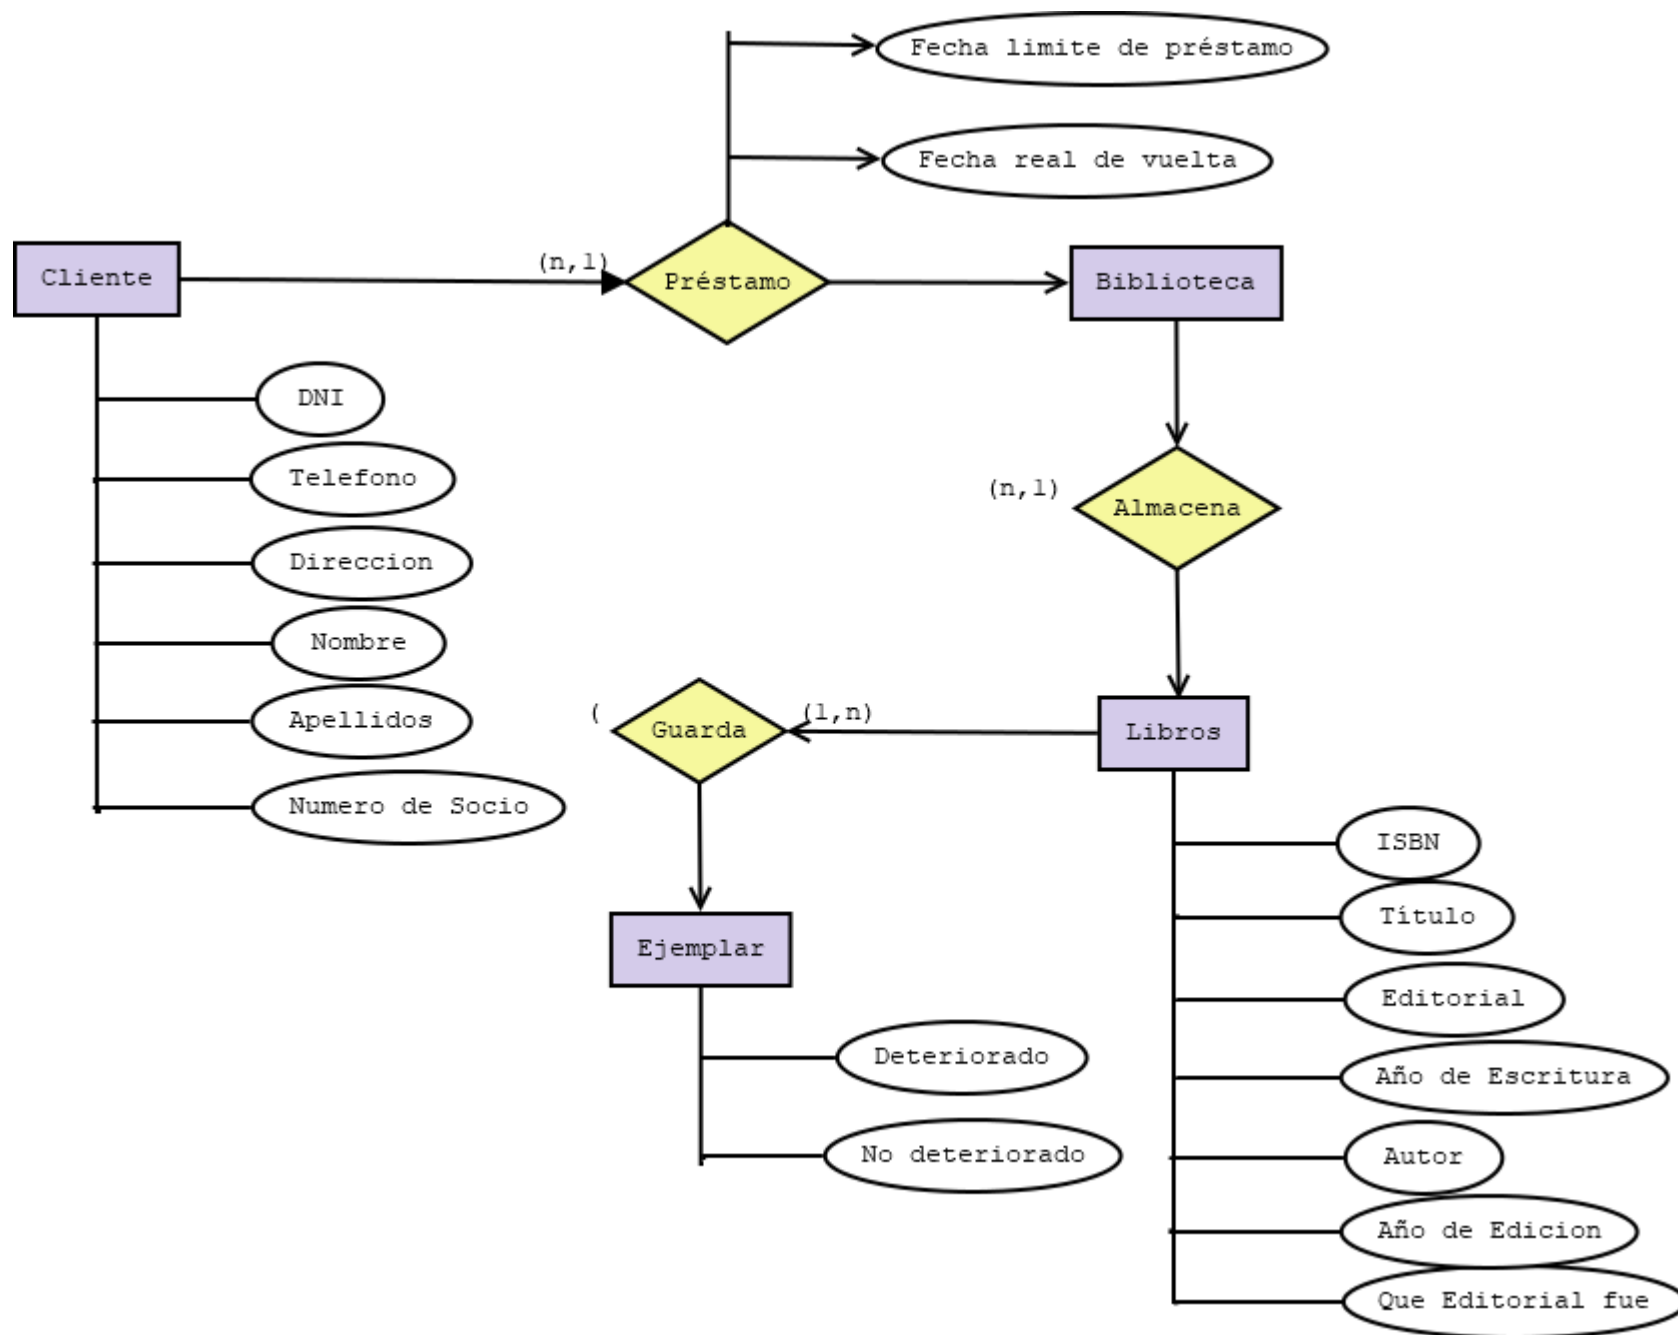 Fecha limite de préstamo
Fecha real de vuelta
Cliente
(n,1)
Préstamo
Biblioteca
DNI
Telefono
Direccion
Nombre
Apellidos
Numero de Socio
(n,1)
Almacena
(
Guarda
(1,n)
Libros
Ejemplar
Deteriorado
No deteriorado
ISBN
Título
Editorial
Año de Escritura
Autor
Año de Edicion
Que Editorial fue